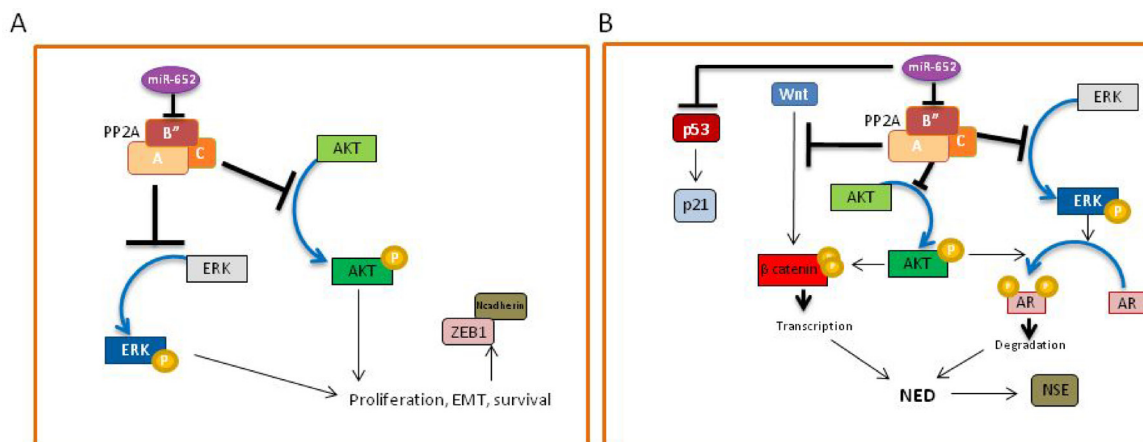 A
miR-652
PP2A
B”
A
C
AKT
ERK
AKT
P
ERK
P
Ncadherin
ZEB1
Proliferation, EMT, survival
B
miR-652
Wnt
ERK
p53
PP2A
B”
A
C
p21
AKT
ERK
P
β catenin
P
P
AKT
P
P
P
AR
AR
Transcription
Degradation
NED
NSE